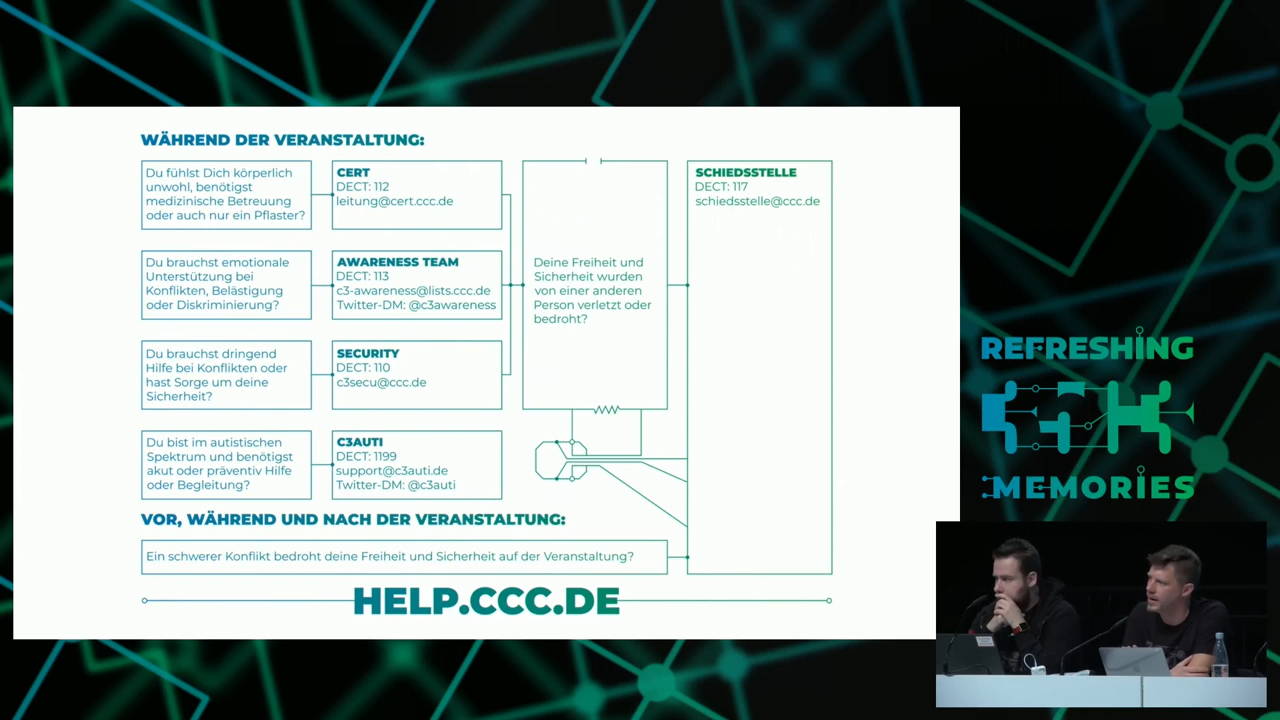 WÄHREND DER VERANSTALTUNG:
Du fühlst Dich körperlich
unwohl, benötigst
medizinische Betreuung
oder auch nur ein Pflaster?
CERT
DECT: 112
leitung@cert.ccc.de
Du brauchst emotionale
Unterstützung bei
Konflikten, Belästigung
oder Diskriminierung?
AWARENESS TEAM
DECT: 113
c3-awareness@lists.ccc.de
Twitter-DM: @c3awareness
Du brauchst dringend
Hilfe bei Konflikten oder
hast Sorge um deine
Sicherheit?
SECURITY
DECT: 110
c3secu@ccc.de
Du bist im autistischen
Spektrum und benötigst
akut oder präventiv Hilfe
oder Begleitung?
C3AUTI
DECT: 1199
support@c3auti.de
Twitter-DM: @c3auti
Deine Freiheit und
Sicherheit wurden
von einer anderen
Person verletzt oder
bedroht?
SCHIEDSSTELLE
DECT: 117
schiedsstelle@ccc.de
VOR, WÄHREND UND NACH DER VERANSTALTUNG:
Ein schwerer Konflikt bedroht deine Freiheit und Sicherheit auf der Veranstaltung?
HELP.CCC.DE
REFRESHING
MEMORIES